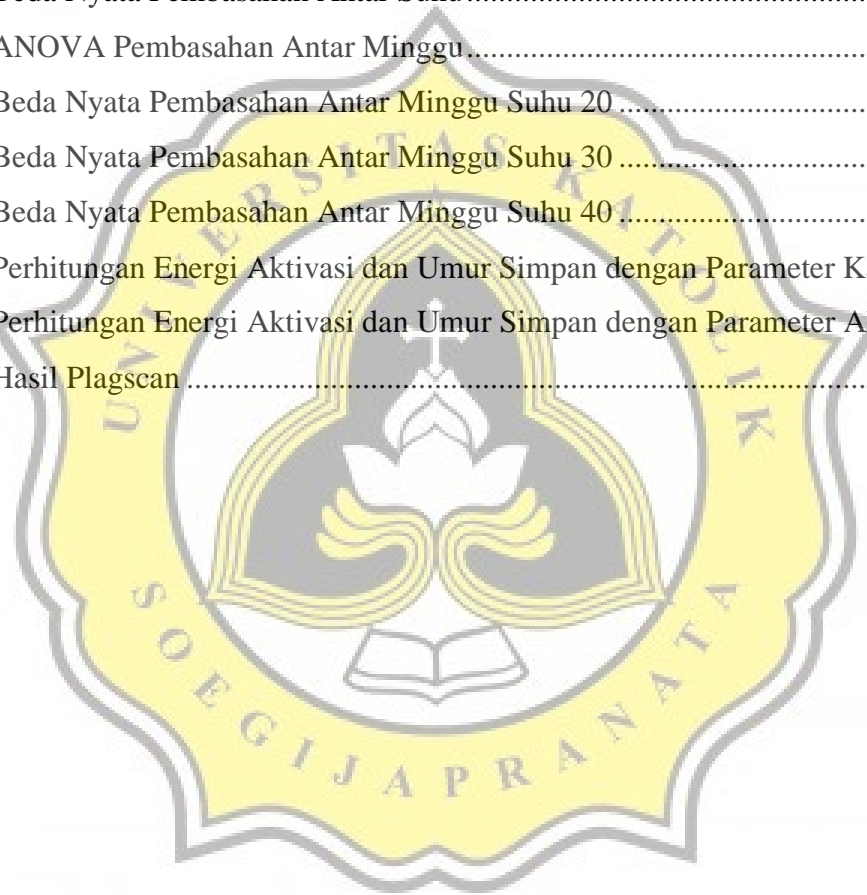 Beda Nyata Pembasahan Antar Suhu
ANOVA Pembasahan Antar Minggu
Beda Nyata Pembasahan Antar Minggu Suhu 20
Beda Nyata Pembasahan Antar Minggu Suhu 30
Beda Nyata Pembasahan Antar Minggu Suhu 40
Perhitungan Energi Aktivasi dan Umur Simpan dengan Parameter K
Perhitungan Energi Aktivasi dan Umur Simpan dengan Parameter A
Hasil Plagscan
UNIVERSITAS KATOLIK
SOEGIJAPRANATA